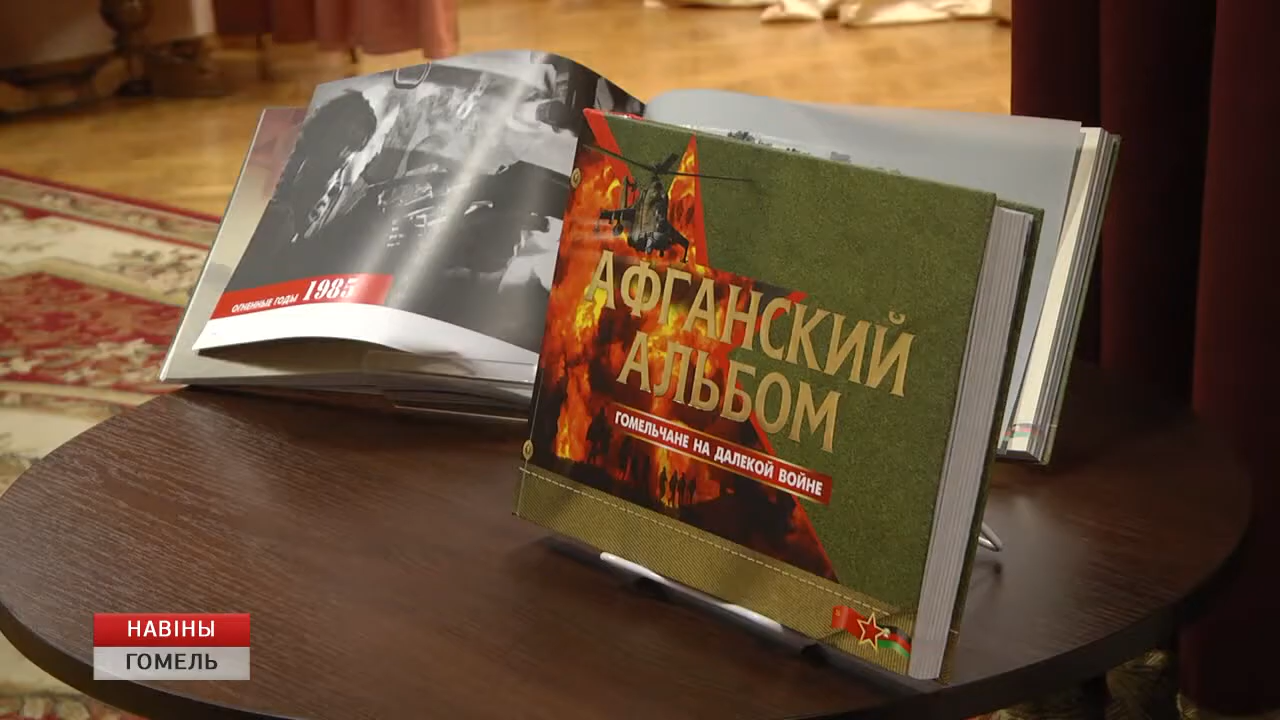 ОГНЕННЫЕ ГОДЫ 1985
АФГАНСКИЙ
АЛЬБОМ
ГОМЕЛЬЧАНЕ НА ДАЛЕКОЙ ВОЙНЕ
НАВІНЫ
ГОМЕЛЬ